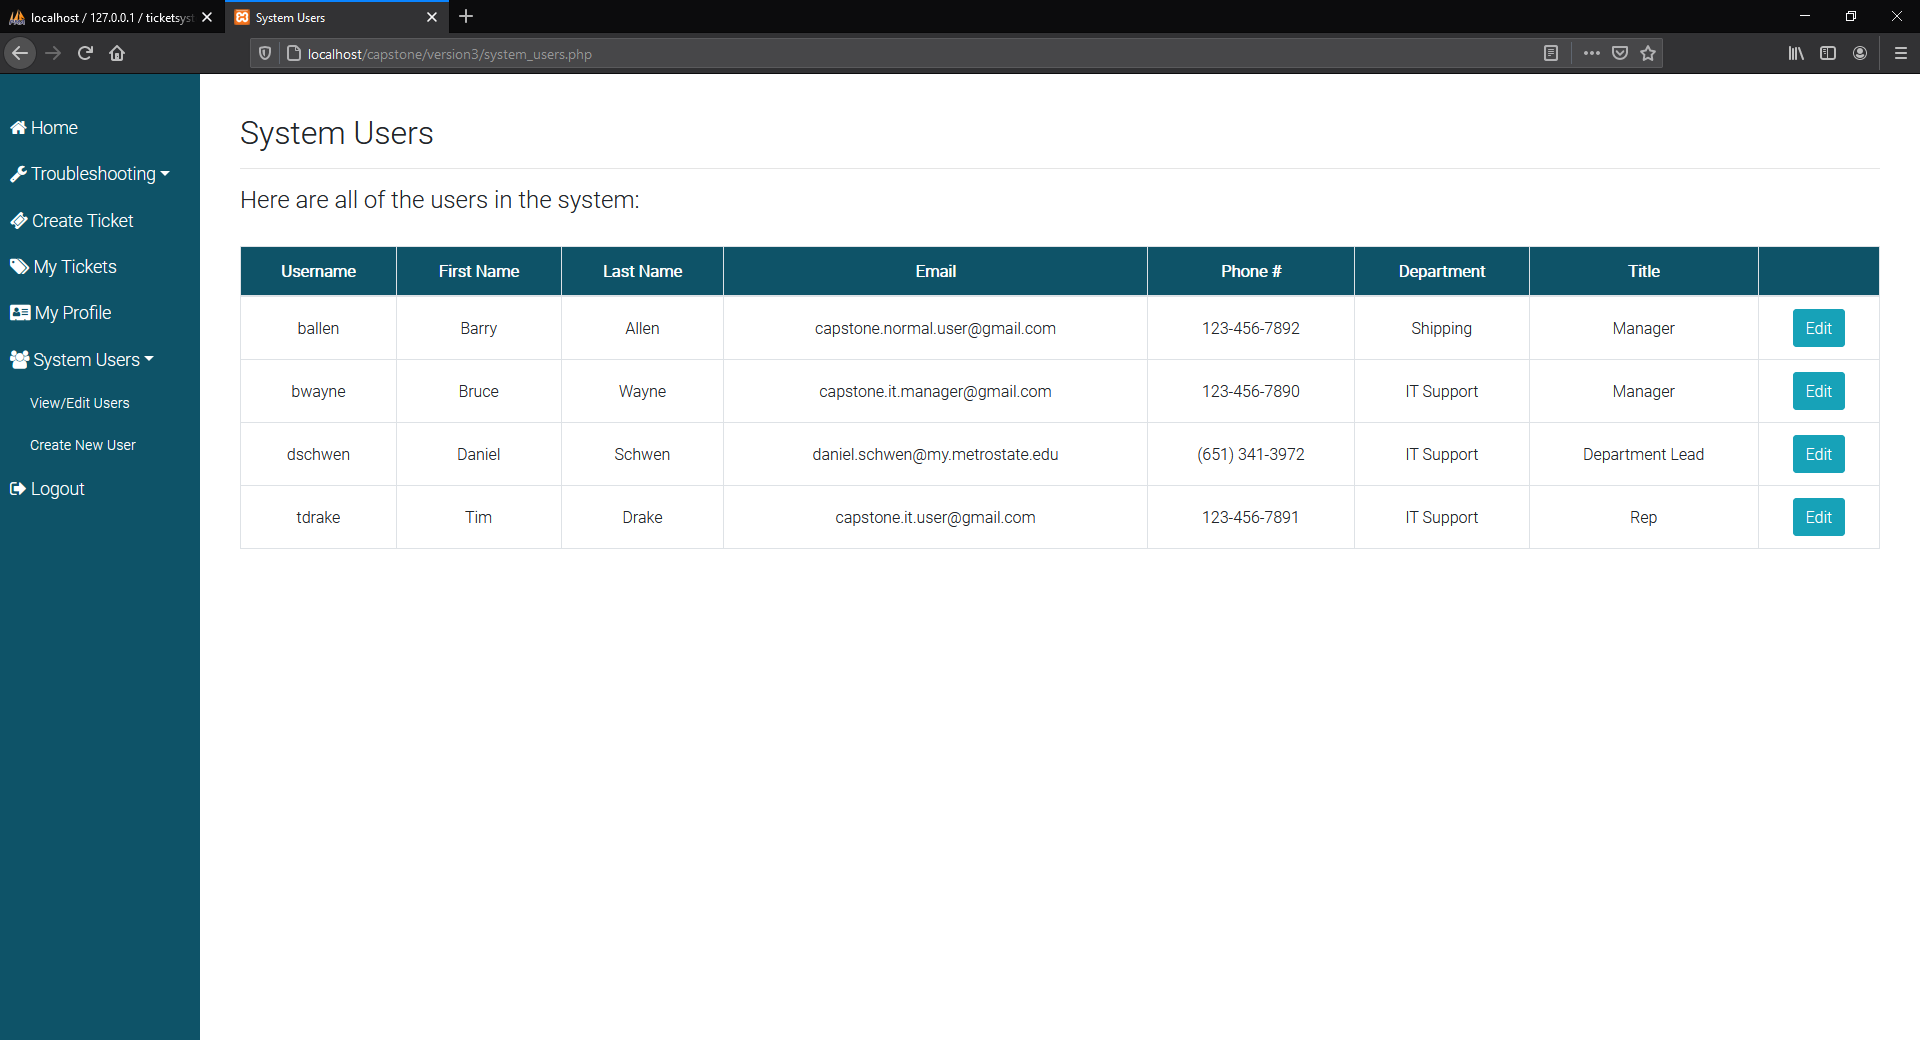 localhost / 127.0.0.1 / ticketsyst
System Users
localhost/capstone/version3/system_users.php
Home
Troubleshooting
Create Ticket
My Tickets
My Profile
System Users
View/Edit Users
Create New User
Logout
System Users
Here are all of the users in the system:
Username First Name Last Name Email Phone # Department Title
ballen Barry Allen capstone.normal.user@gmail.com 123-456-7892 Shipping Manager Edit
bwayne Bruce Wayne capstone.it.manager@gmail.com 123-456-7890 IT Support Manager Edit
dschwen Daniel Schwen daniel.schwen@my.metrostate.edu (651) 341-3972 IT Support Department Lead Edit
tdrake Tim Drake capstone.it.user@gmail.com 123-456-7891 IT Support Rep Edit